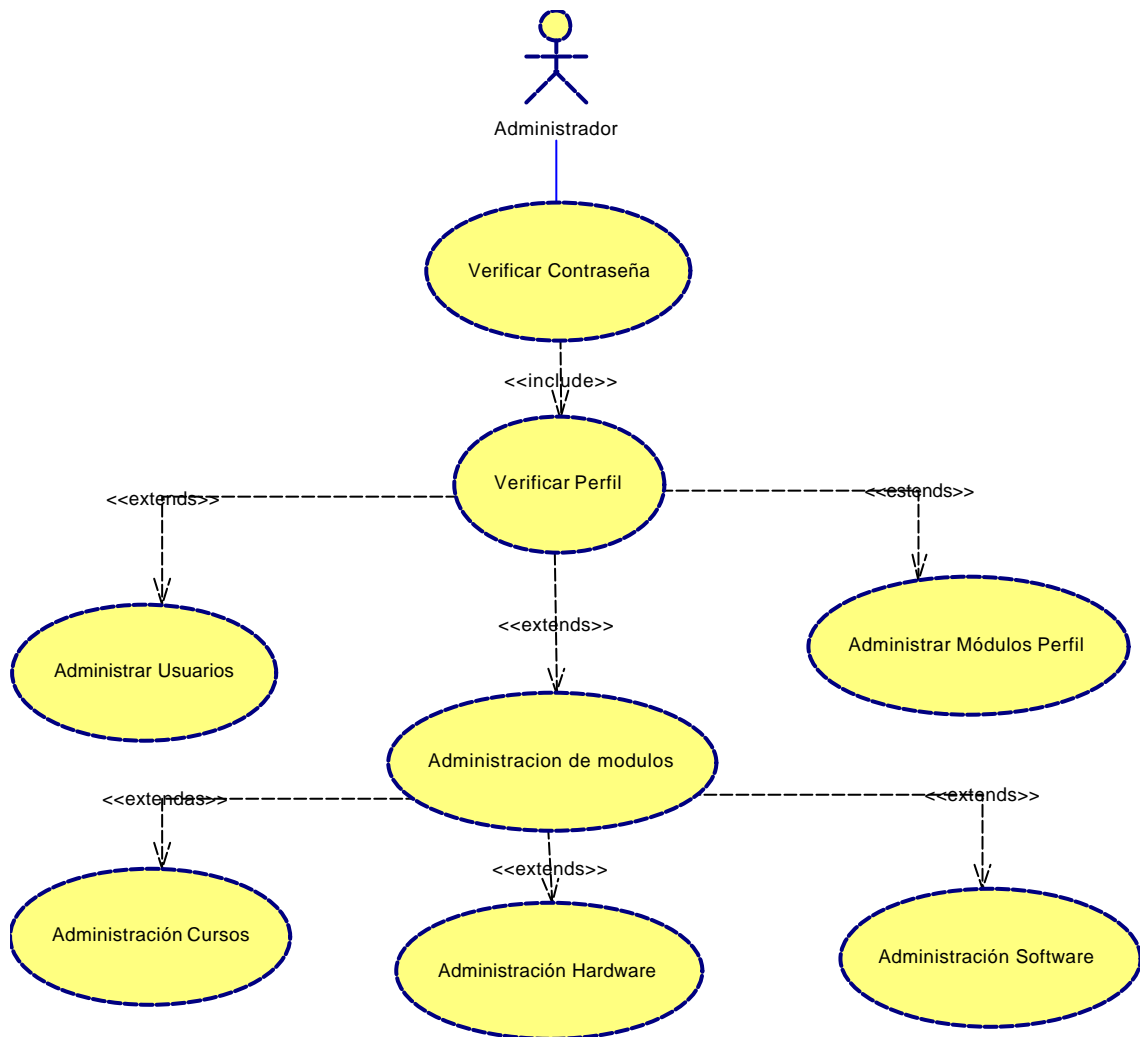 Administrador
Verificar Contraseña
<<include>>
Verificar Perfil
<<extends>>
<<estends>>
<<extends>>
Administrar Usuarios
Administrar Módulos Perfil
Administracion de modulos
<<extendas>>
<<extends>>
<<extends>>
Administración Cursos
Administración Hardware
Administración Software